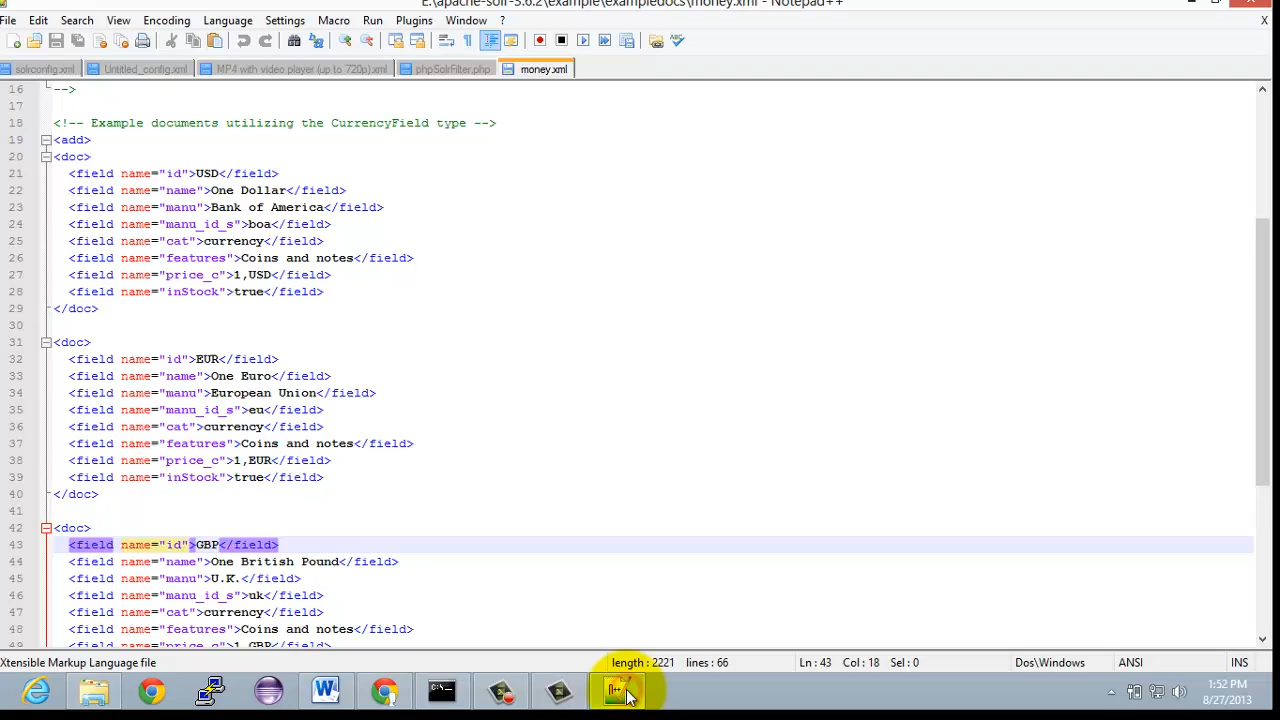 E:\apache-solr-3.6.2\example\exampledocs\money.xml - Notepad++
File Edit Search View Encoding Language Settings Macro Run Plugins Window ? X
solrconfig.xml Untitled_config.xml MP4 with video player (up to 720p).xml phpSolrFilter.php money.xml
16 -->
17
18 <!-- Example documents utilizing the CurrencyField type -->
19 <add>
20 <doc>
21 <field name="id">USD</field>
22 <field name="name">One Dollar</field>
23 <field name="manu">Bank of America</field>
24 <field name="manu_id_s">boa</field>
25 <field name="cat">currency</field>
26 <field name="features">Coins and notes</field>
27 <field name="price_c">1,USD</field>
28 <field name="inStock">true</field>
29 </doc>
30
31 <doc>
32 <field name="id">EUR</field>
33 <field name="name">One Euro</field>
34 <field name="manu">European Union</field>
35 <field name="manu_id_s">eu</field>
36 <field name="cat">currency</field>
37 <field name="features">Coins and notes</field>
38 <field name="price_c">1,EUR</field>
39 <field name="inStock">true</field>
40 </doc>
41
42 <doc>
43 <field name="id">GBP</field>
44 <field name="name">One British Pound</field>
45 <field name="manu">U.K.</field>
46 <field name="manu_id_s">uk</field>
47 <field name="cat">currency</field>
48 <field name="features">Coins and notes</field>
49 <field name="price_c">1,GBP</field>
Xtensible Markup Language file length : 2221 lines : 66 Ln : 43 Col : 18 Sel : 0 Dos\Windows ANSI INS
1:52 PM
8/27/2013